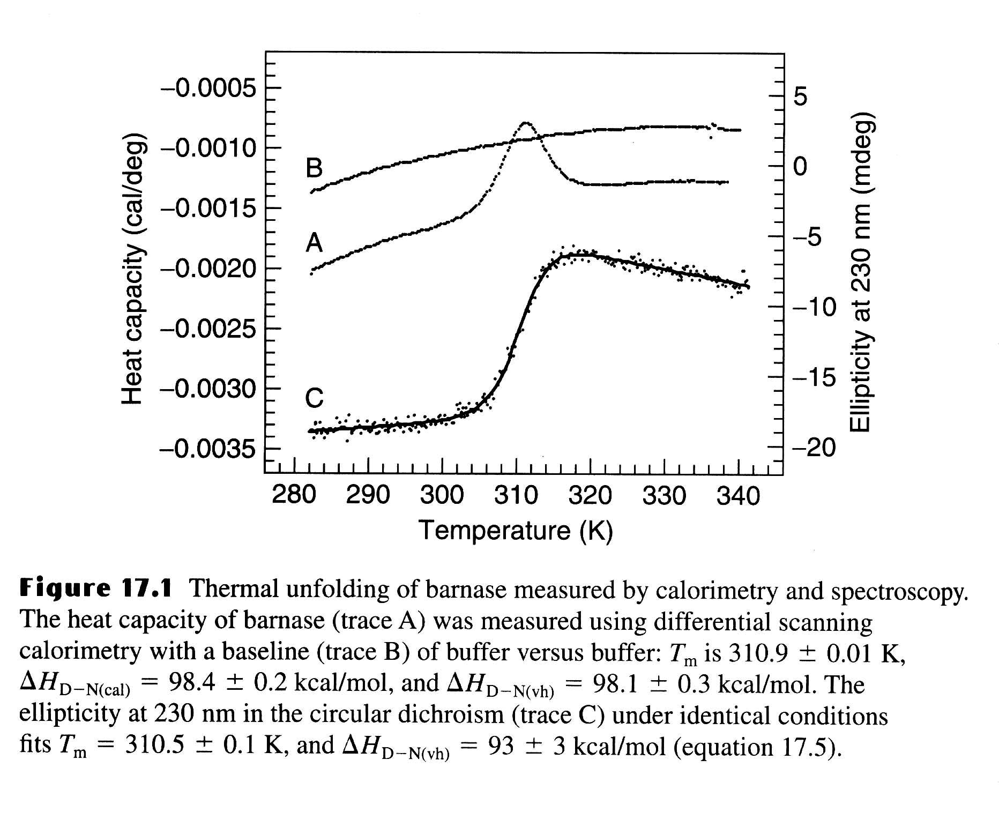 −0.0005
−0.0010
−0.0015
−0.0020
−0.0025
−0.0030
−0.0035
Heat capacity (cal/deg)
B
A
C
5
0
−5
−10
−15
−20
Ellipticity at 230 nm (mdeg)
280 290 300 310 320 330 340
Temperature (K)
Figure 17.1 Thermal unfolding of barnase measured by calorimetry and spectroscopy.
The heat capacity of barnase (trace A) was measured using differential scanning
calorimetry with a baseline (trace B) of buffer versus buffer: Tm is 310.9 ± 0.01 K,
ΔHD−N(cal) = 98.4 ± 0.2 kcal/mol, and ΔHD−N(vh) = 98.1 ± 0.3 kcal/mol. The
ellipticity at 230 nm in the circular dichroism (trace C) under identical conditions
fits Tm = 310.5 ± 0.1 K, and ΔHD−N(vh) = 93 ± 3 kcal/mol (equation 17.5).